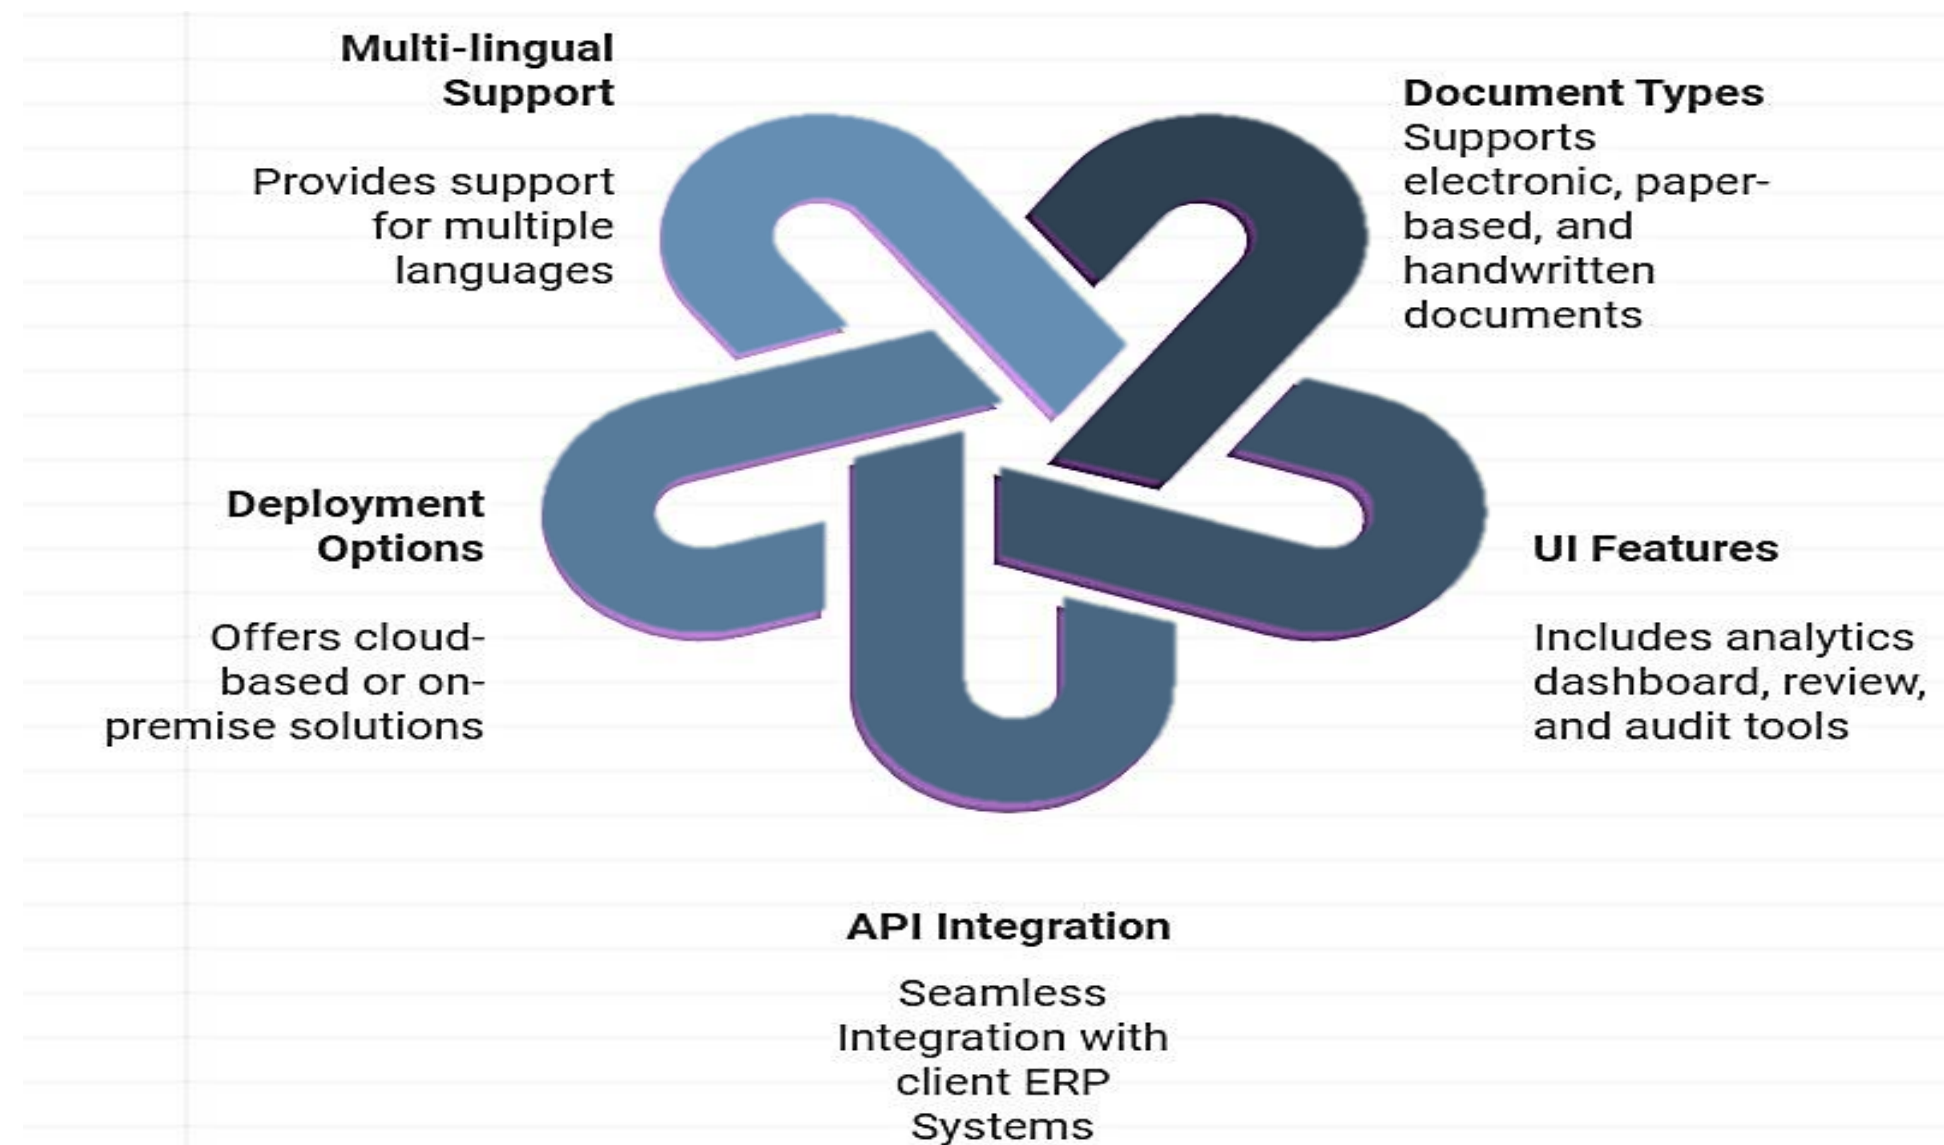 Multi-lingual
Support
Provides support
for multiple
languages
Document Types
Supports
electronic, paper-
based, and
handwritten
documents
Deployment
Options
Offers cloud-
based or on-
premise solutions
UI Features
Includes analytics
dashboard, review,
and audit tools
API Integration
Seamless
Integration with
client ERP
Systems